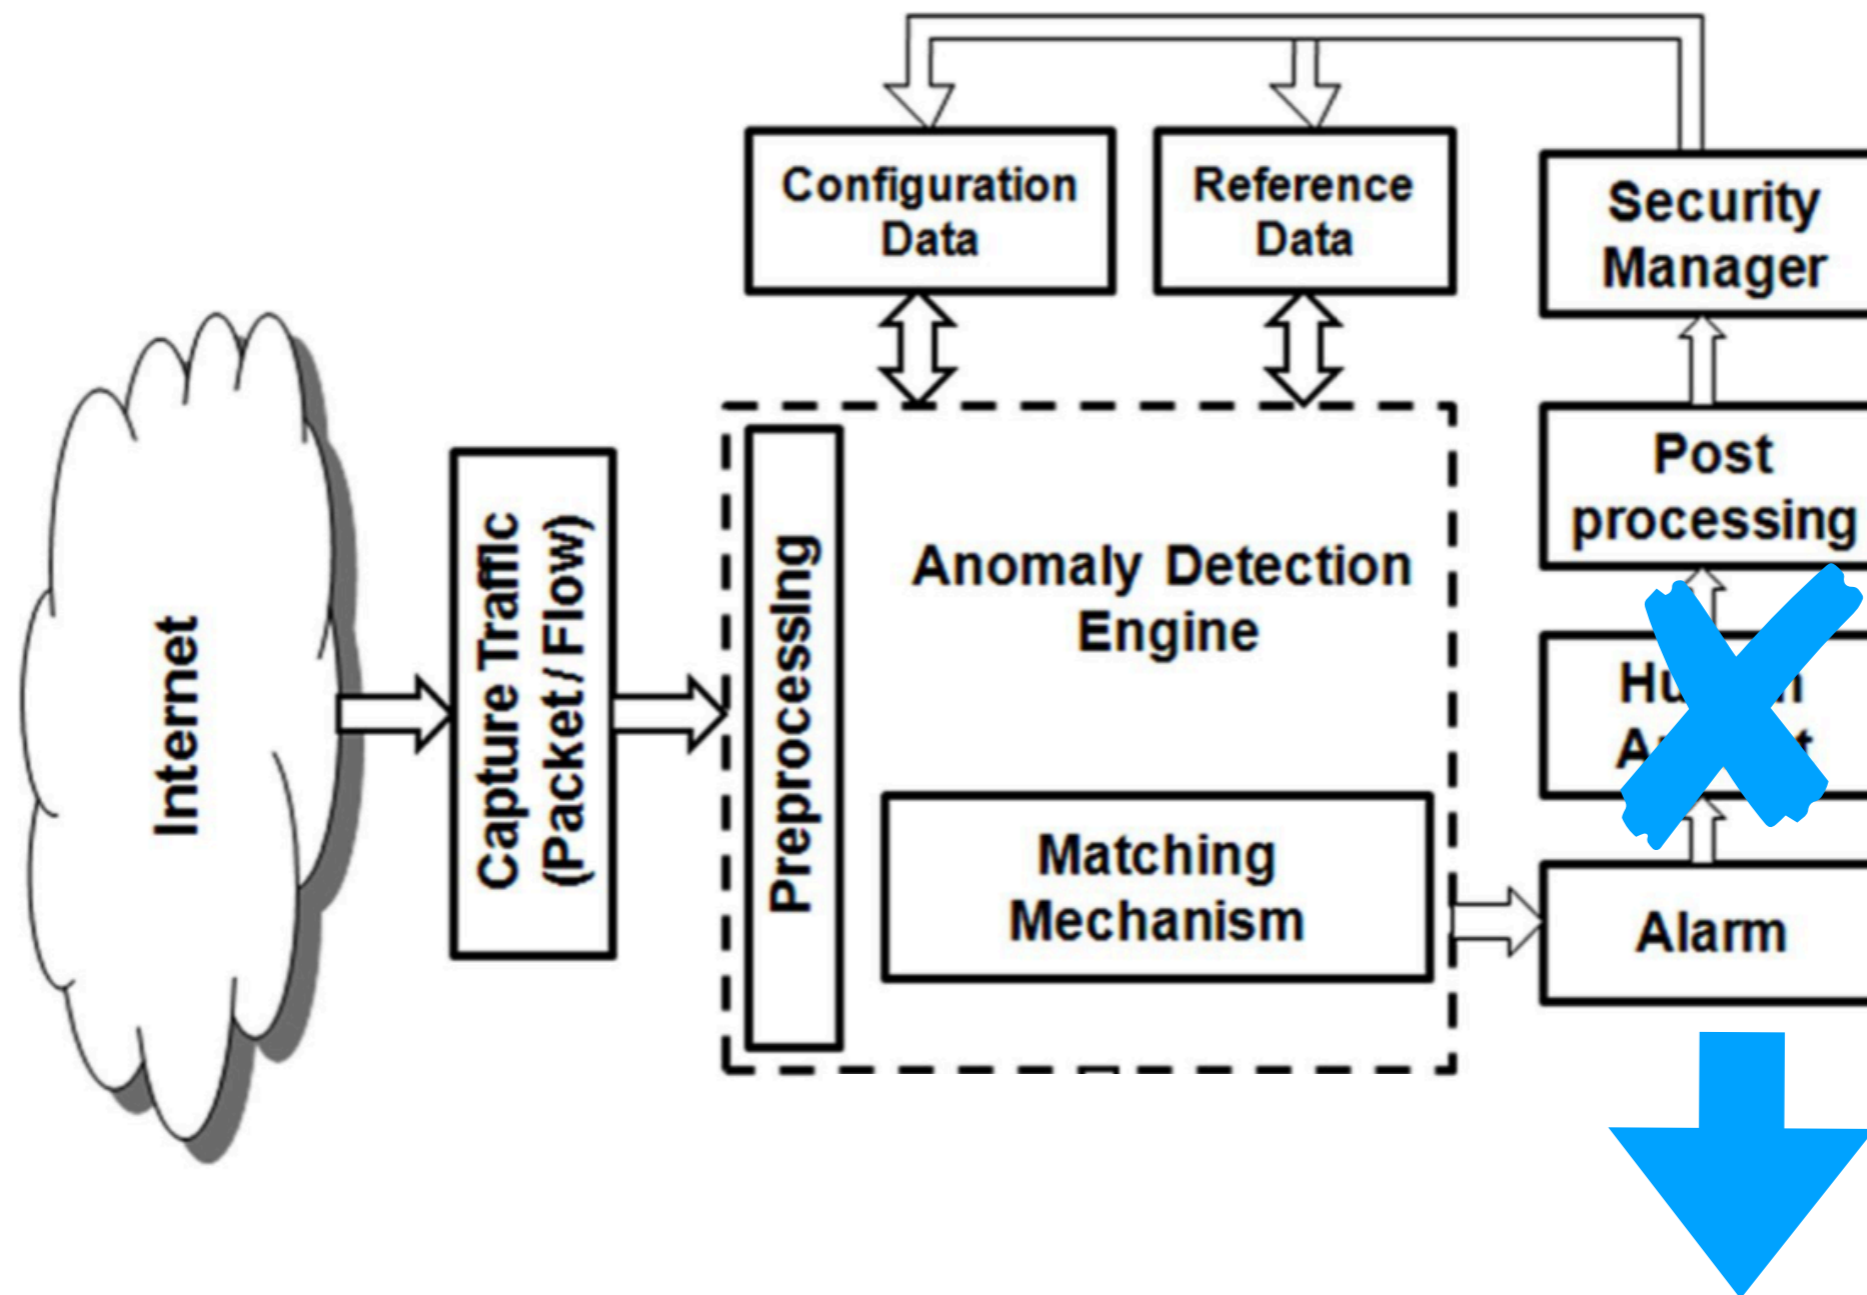 Configuration
Data
Reference
Data
Security
Manager
Internet
Capture Traffic
(Packet / Flow)
Preprocessing
Anomaly Detection
Engine
Matching
Mechanism
Post
processing
Alarm